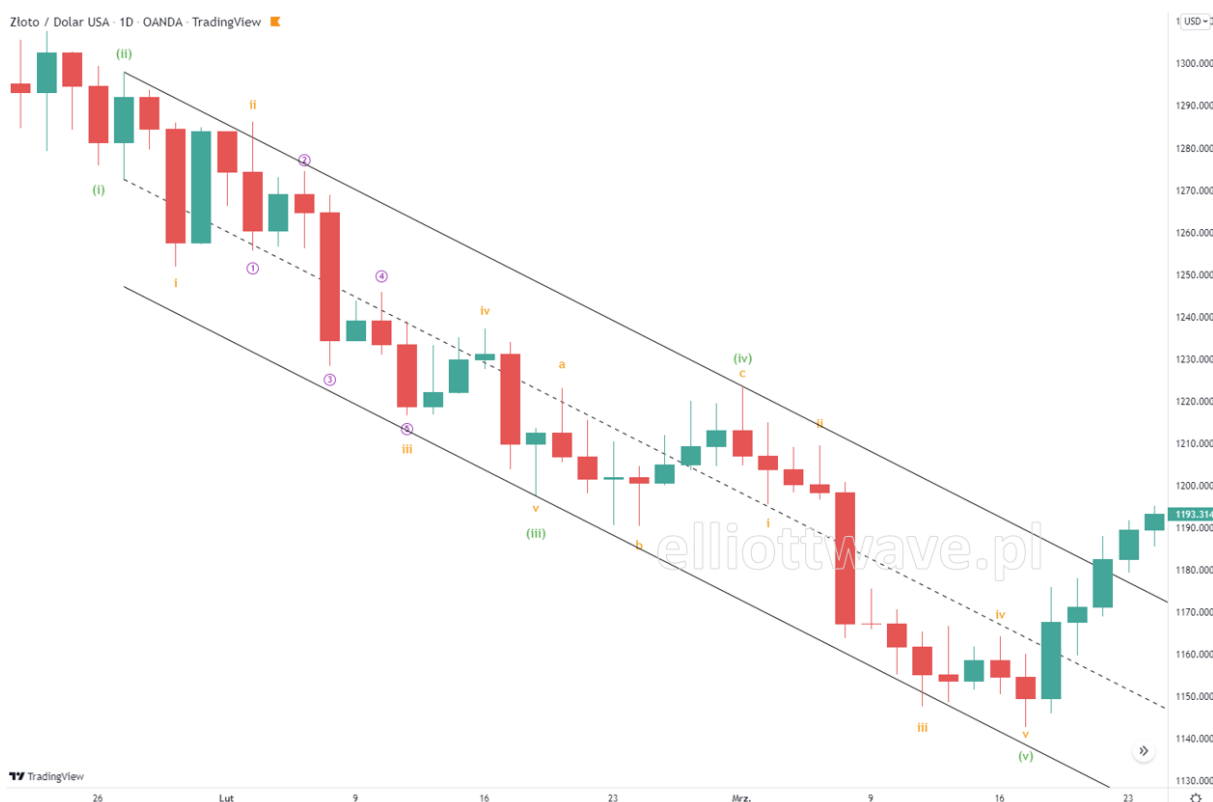 Złoto / Dolar USA · 1D · OANDA · TradingView
USD
1300.000
(ii)
1290.000
ii
1280.000
2
(i)
1270.000
1260.000
1
4
1250.000
i
1240.000
iv
(iv)
1230.000
3
a
c
1220.000
5
ii
iii
1210.000
1200.000
v
i
1193.314
(iii)
b
1190.000
elliottwave.pl
1180.000
1170.000
iv
1160.000
1150.000
iii
v
1140.000
(v)
TradingView
1130.000
26
Lut
9
16
23
Mrz.
9
16
23